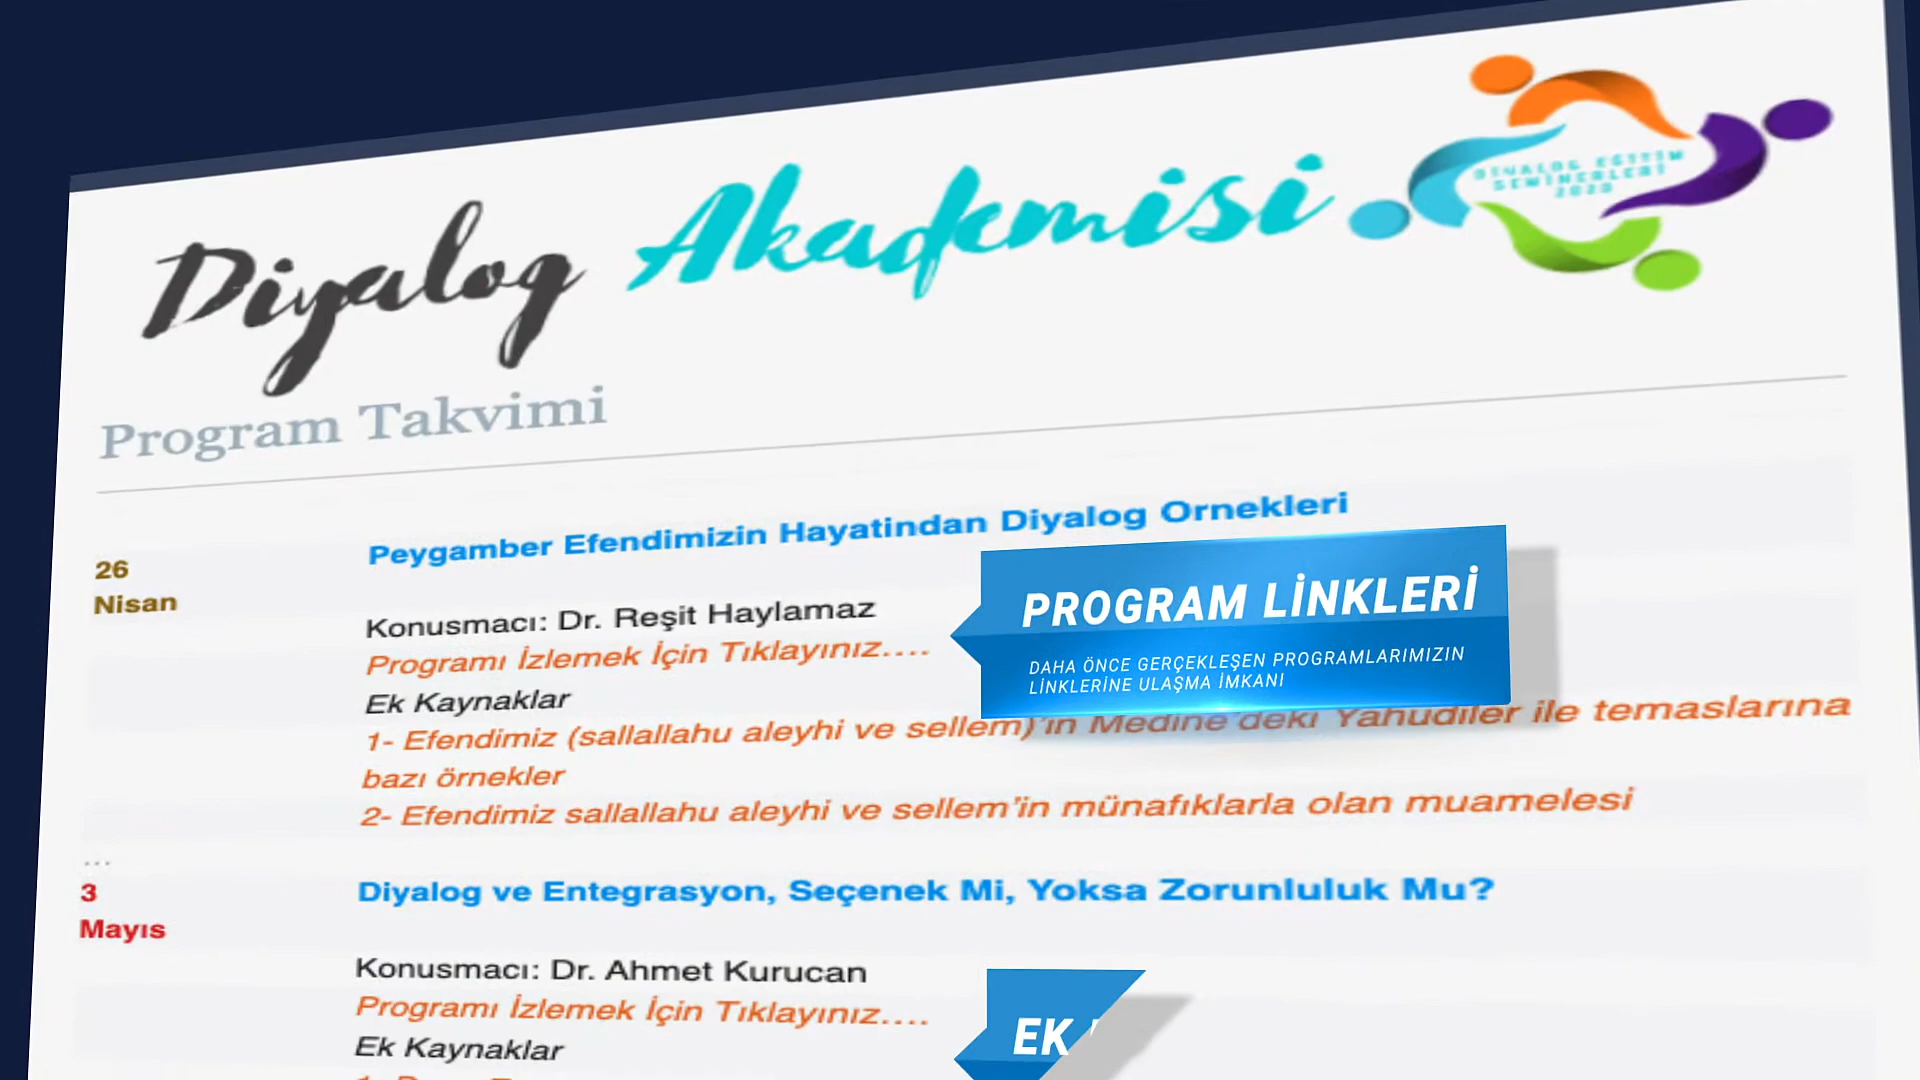 Diyalog Akademisi
DİYALOG EĞİTİM
SEMİNERLERİ
2020
Program Takvimi
26
Nisan
Peygamber Efendimizin Hayatindan Diyalog Ornekleri
Konusmacı: Dr. Reşit Haylamaz
Programı İzlemek İçin Tıklayınız....
PROGRAM LİNKLERİ
DAHA ÖNCE GERÇEKLEŞEN PROGRAMLARIMIZIN
LİNKLERİNE ULAŞMA İMKANI
Ek Kaynaklar
1- Efendimiz (sallallahu aleyhi ve sellem)'in Medine'deki Yahudiler ile temaslarına
bazı örnekler
2- Efendimiz sallallahu aleyhi ve sellem'in münafıklarla olan muamelesi
...
3
Mayıs
Diyalog ve Entegrasyon, Seçenek Mi, Yoksa Zorunluluk Mu?
Konusmacı: Dr. Ahmet Kurucan
Programı İzlemek İçin Tıklayınız....
Ek Kaynaklar
EK